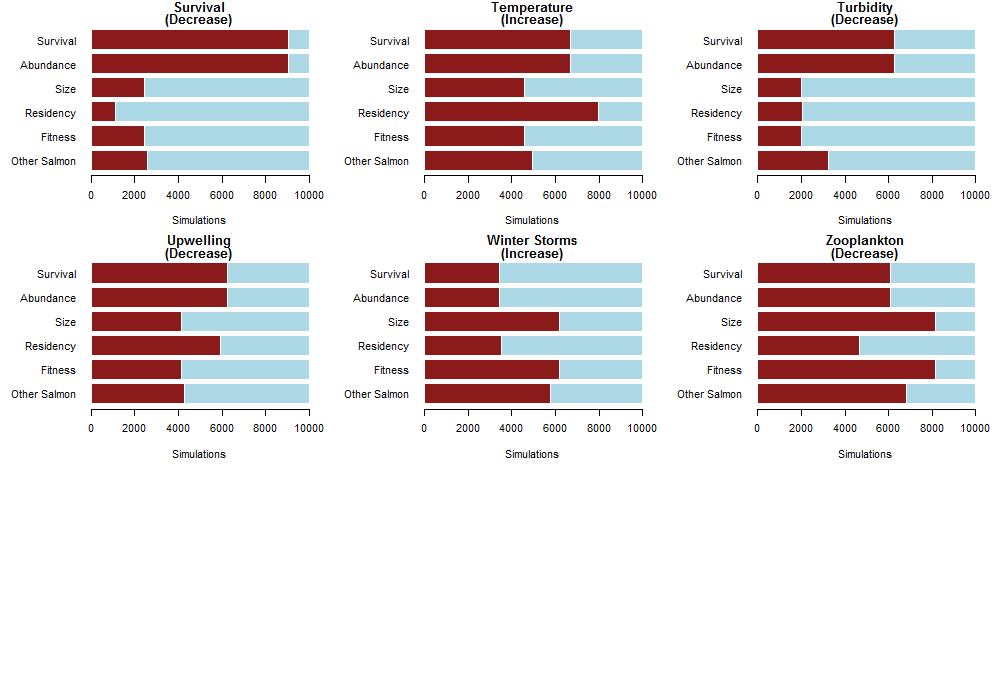 Survival
(Decrease)
Survival
Abundance
Size
Residency
Fitness
Other Salmon
0 2000 4000 6000 8000 10000
Simulations
Temperature
(Increase)
Survival
Abundance
Size
Residency
Fitness
Other Salmon
0 2000 4000 6000 8000 10000
Simulations
Turbidity
(Decrease)
Survival
Abundance
Size
Residency
Fitness
Other Salmon
0 2000 4000 6000 8000 10000
Simulations
Upwelling
(Decrease)
Survival
Abundance
Size
Residency
Fitness
Other Salmon
0 2000 4000 6000 8000 10000
Simulations
Winter Storms
(Increase)
Survival
Abundance
Size
Residency
Fitness
Other Salmon
0 2000 4000 6000 8000 10000
Simulations
Zooplankton
(Decrease)
Survival
Abundance
Size
Residency
Fitness
Other Salmon
0 2000 4000 6000 8000 10000
Simulations